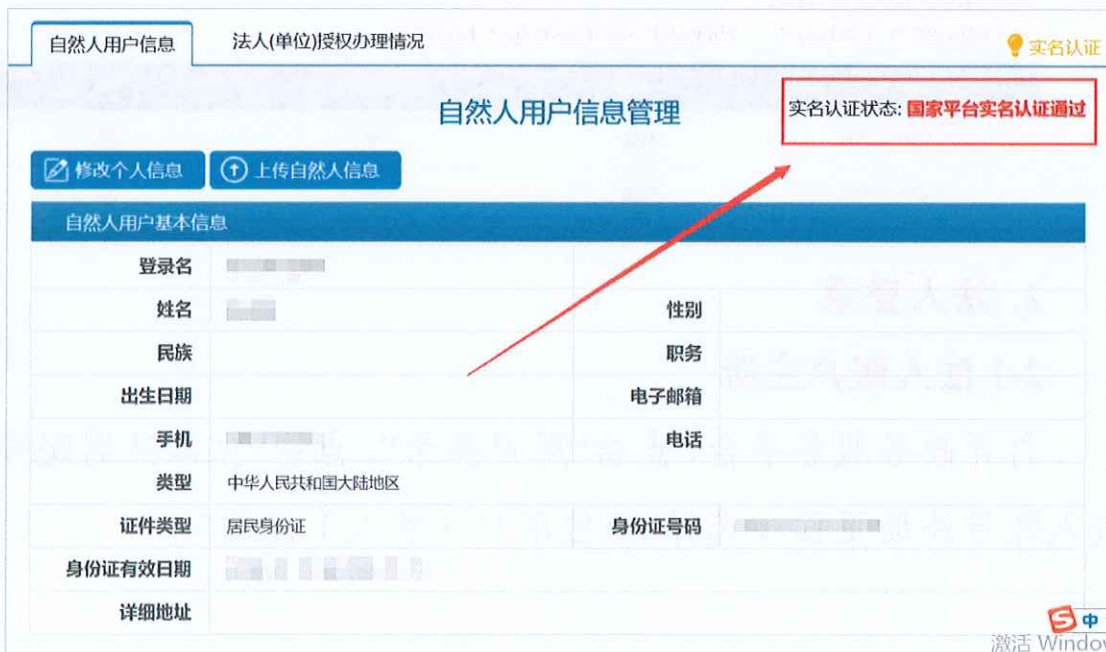 自然人用户信息 法人(单位)授权办理情况
实名认证
自然人用户信息管理
实名认证状态: 国家平台实名认证通过
修改个人信息 上传自然人信息
自然人用户基本信息
登录名
姓名 性别
民族 职务
出生日期 电子邮箱
手机 电话
类型 中华人民共和国大陆地区
证件类型 居民身份证 身份证号码
身份证有效日期
详细地址
S 中
激活 Window